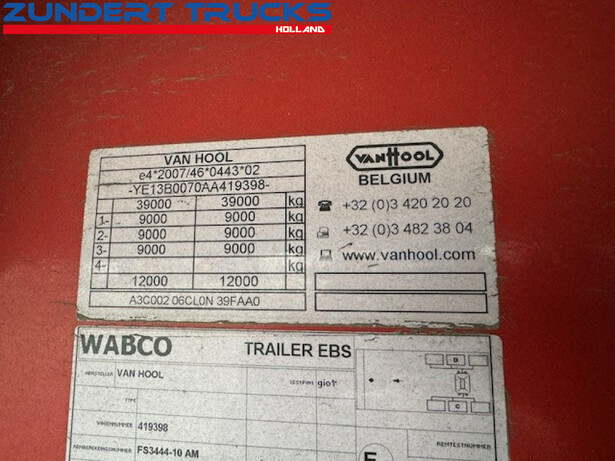 ZUNDERT TRUCKS
HOLLAND
VAN HOOL
e4*2007/46*0443*02
-YE13B0070AA419398-
39000 39000 kg
1- 9000 9000 kg
2- 9000 9000 kg
3- 9000 9000 kg
4- kg
12000 12000
A3C002 06CL0N 39FAA0
VANHOOL
BELGIUM
+32 (0)3 420 20 20
+32 (0)3 482 38 04
www.vanhool.com
WABCO TRAILER EBS
HERSTELLER VAN HOOL
TYPE
419398
FS3444-10 AM
D
C